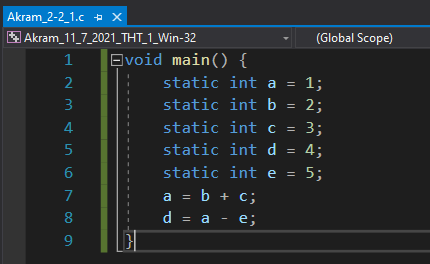 Akram_2-2_1.c
Akram_11_7_2021_THT_1_Win-32 (Global Scope)
1 void main() {
2 static int a = 1;
3 static int b = 2;
4 static int c = 3;
5 static int d = 4;
6 static int e = 5;
7 a = b + c;
8 d = a - e;
9 }